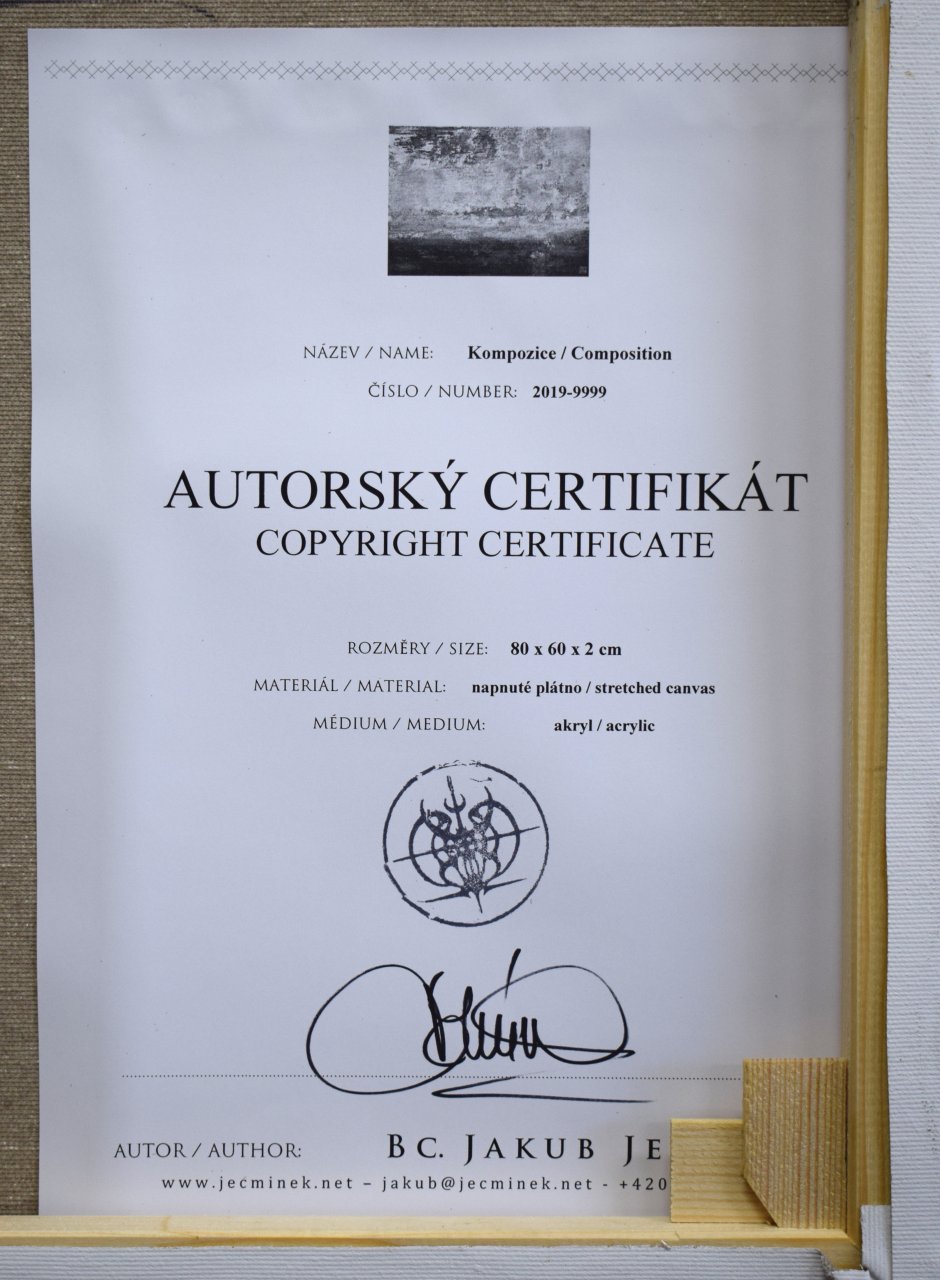 NÁZEV / NAME: Kompozice / Composition
ČÍSLO / NUMBER: 2019-9999
AUTORSKÝ CERTIFIKÁT
COPYRIGHT CERTIFICATE
ROZMĚRY / SIZE: 80 x 60 x 2 cm
MATERIÁL / MATERIAL: napnuté plátno / stretched canvas
MÉDIUM / MEDIUM: akryl / acrylic
AUTOR / AUTHOR: Bc. Jakub Je
www.jecminek.net – jakub@jecminek.net - +420